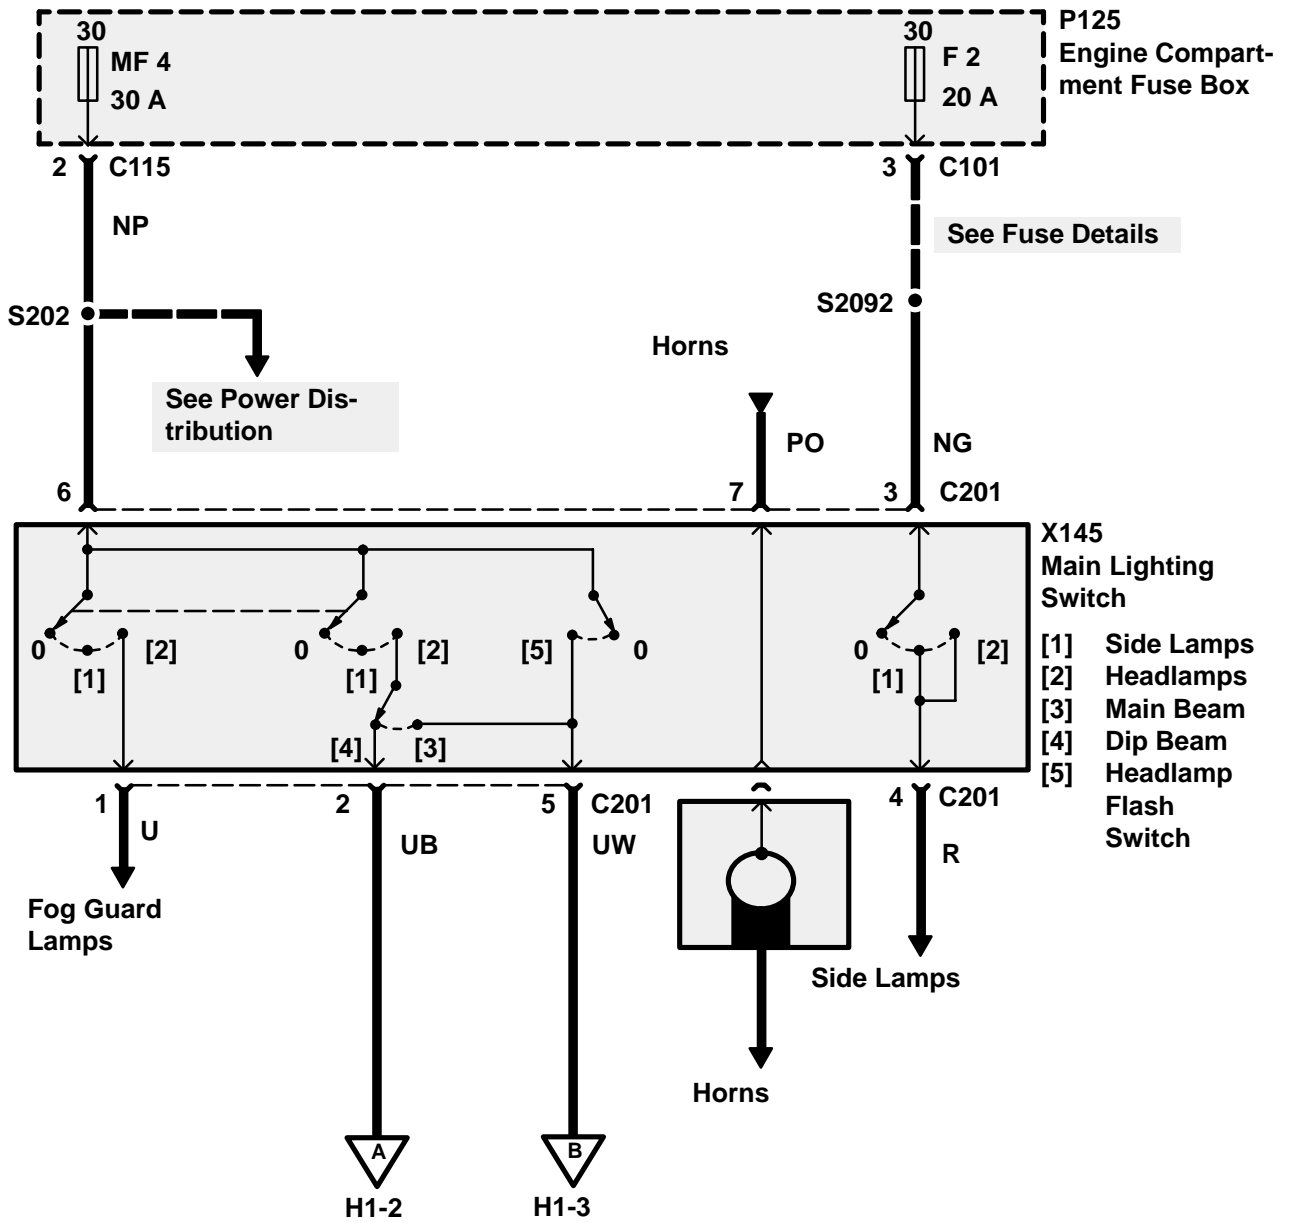 30
MF 4
30 A
30
F 2
20 A
P125
Engine Compart-
ment Fuse Box
2
C115
3
C101
NP
See Fuse Details
S202
S2092
Horns
See Power Dis-
tribution
PO
NG
6
7
3
C201
X145
Main Lighting
Switch
0
[1]
[2]
0
[1]
[2]
[5]
0
0
[1]
[2]
[4]
[3]
[1] Side Lamps
[2] Headlamps
[3] Main Beam
[4] Dip Beam
[5] Headlamp
Flash
Switch
1
2
5
C201
4
C201
U
UB
UW
R
Fog Guard
Lamps
Side Lamps
Horns
A
B
H1-2
H1-3